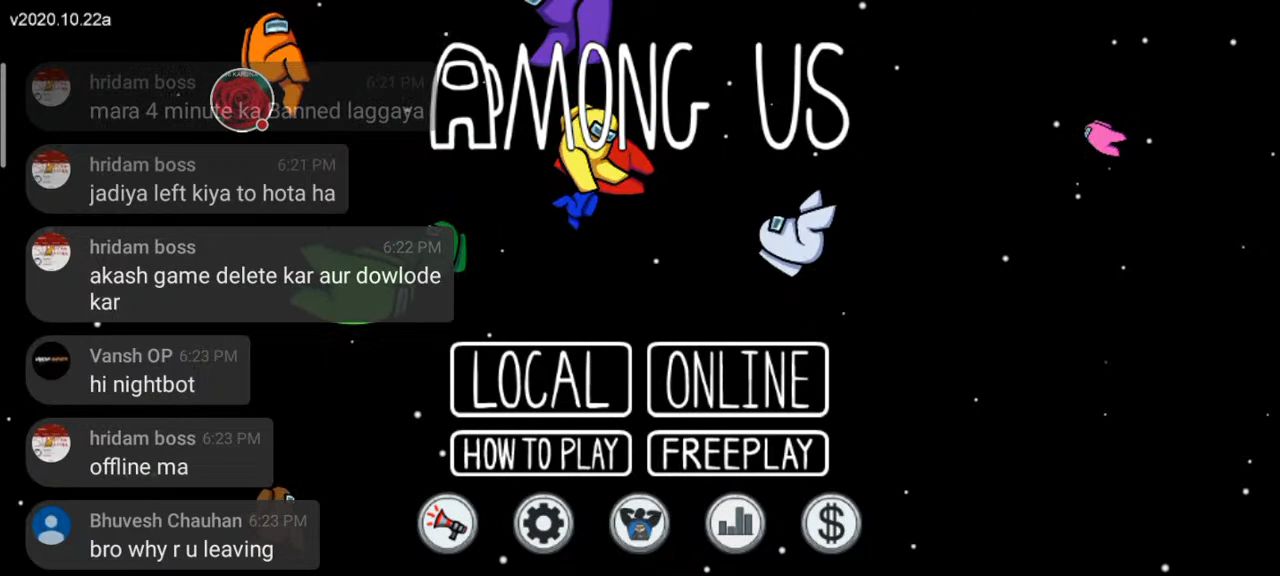 v2020.10.22a
AMONG US
hridam boss 6:21 PM
mara 4 minute ka Banned laggaya
hridam boss 6:21 PM
jadiya left kiya to hota ha
hridam boss 6:22 PM
akash game delete kar aur dowlode
kar
Vansh OP 6:23 PM
hi nightbot
hridam boss 6:23 PM
offline ma
Bhuvesh Chauhan 6:23 PM
bro why r u leaving
LOCAL
ONLINE
HOW TO PLAY
FREEPLAY
$